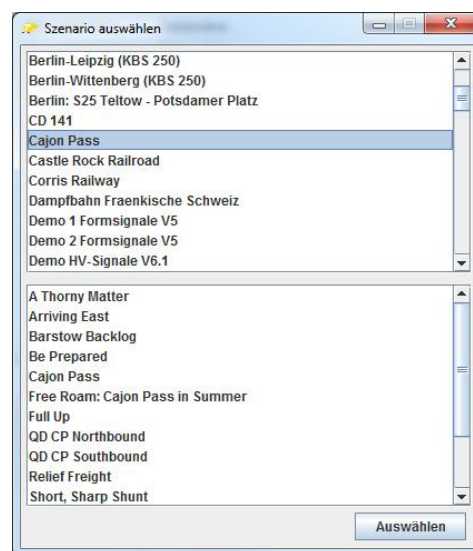 Szenario auswählen
Berlin-Leipzig (KBS 250)
Berlin-Wittenberg (KBS 250)
Berlin: S25 Teltow - Potsdamer Platz
CD 141
Cajon Pass
Castle Rock Railroad
Corris Railway
Dampfbahn Fraenkische Schweiz
Demo 1 Formsignale V5
Demo 2 Formsignale V5
Demo HV-Signale V6.1
A Thorny Matter
Arriving East
Barstow Backlog
Be Prepared
Cajon Pass
Free Roam: Cajon Pass in Summer
Full Up
QD CP Northbound
QD CP Southbound
Relief Freight
Short, Sharp Shunt
Auswählen